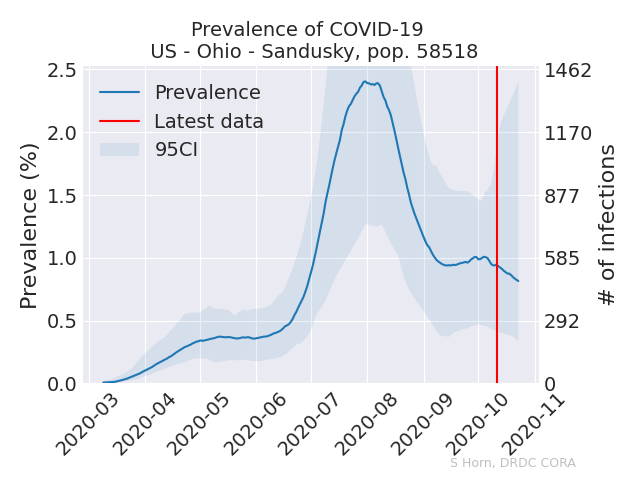 Prevalence of COVID-19
US - Ohio - Sandusky, pop. 58518
Prevalence (%)
2.5
2.0
1.5
1.0
0.5
0.0
Prevalence
Latest data
95CI
1462
1170
877
585
292
0
# of infections
2020-03
2020-04
2020-05
2020-06
2020-07
2020-08
2020-09
2020-10
2020-11
S Horn, DRDC CORA